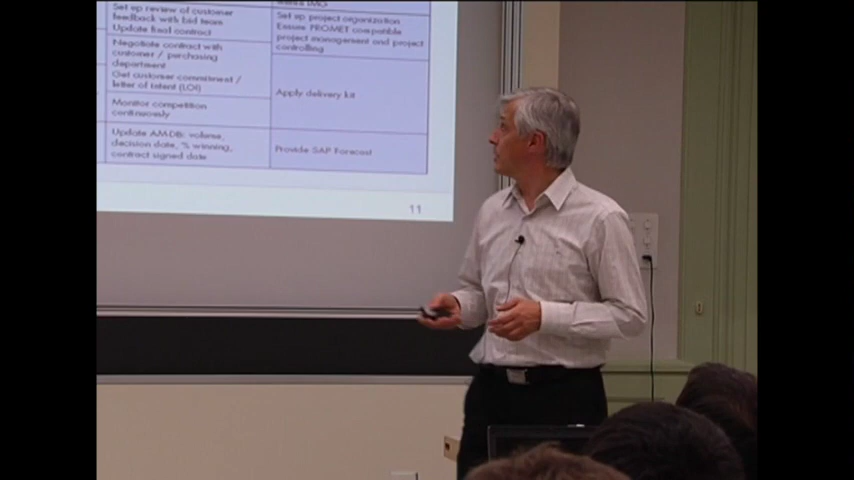 Set up review of customer
feedback with bid team
Update final contract
Negotiate contract with
customer / purchasing
department
Get customer commitment /
letter of intent (LOI)
Monitor competition
continuously
Update AM-DB: volume,
decision date, % winning,
contract signed date
Set up project organization
Ensure PROMET compatible
project management and project
controlling
Apply delivery kit
Provide SAP Forecast
11